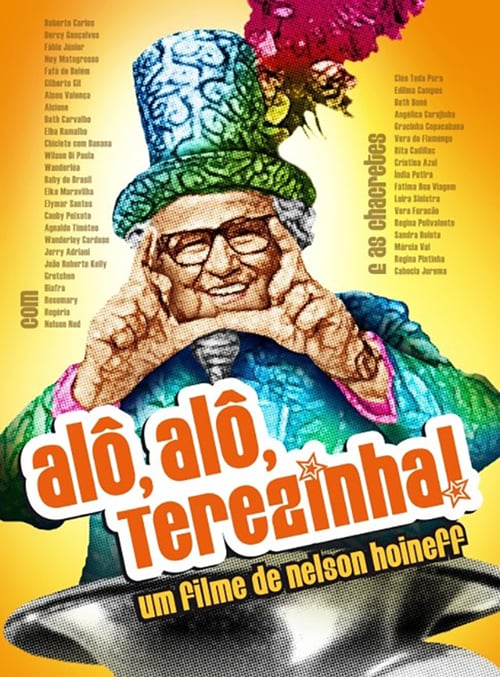 com
Roberto Carlos
Dercy Gonçalves
Fábio Júnior
Ney Matogrosso
Fafá de Belém
Gilberto Gil
Alceu Valença
Alcione
Beth Carvalho
Elba Ramalho
Chiclete com Banana
Wilson Di Paula
Wanderléa
Baby do Brasil
Elke Maravilha
Elymar Santos
Cauby Peixoto
Agnaldo Timóteo
Wanderley Cardoso
Jerry Adriani
João Roberto Kelly
Gretchen
Biafra
Rosemary
Rogéria
Nelson Ned
e as chacretes
Cléo Toda Pura
Edilma Campos
Beth Boné
Angélica Corujinha
Gracinha Copacabana
Vera do Flamengo
Rita Cadillac
Cristina Azul
Índia Potira
Fátima Boa Viagem
Loira Sinistra
Vera Furacão
Regina Polivalente
Sandra Bolota
Márcia Val
Regina Pintinha
Cabocla Jurema
alô, alô,
Terezinha!
um filme de nelson hoineff